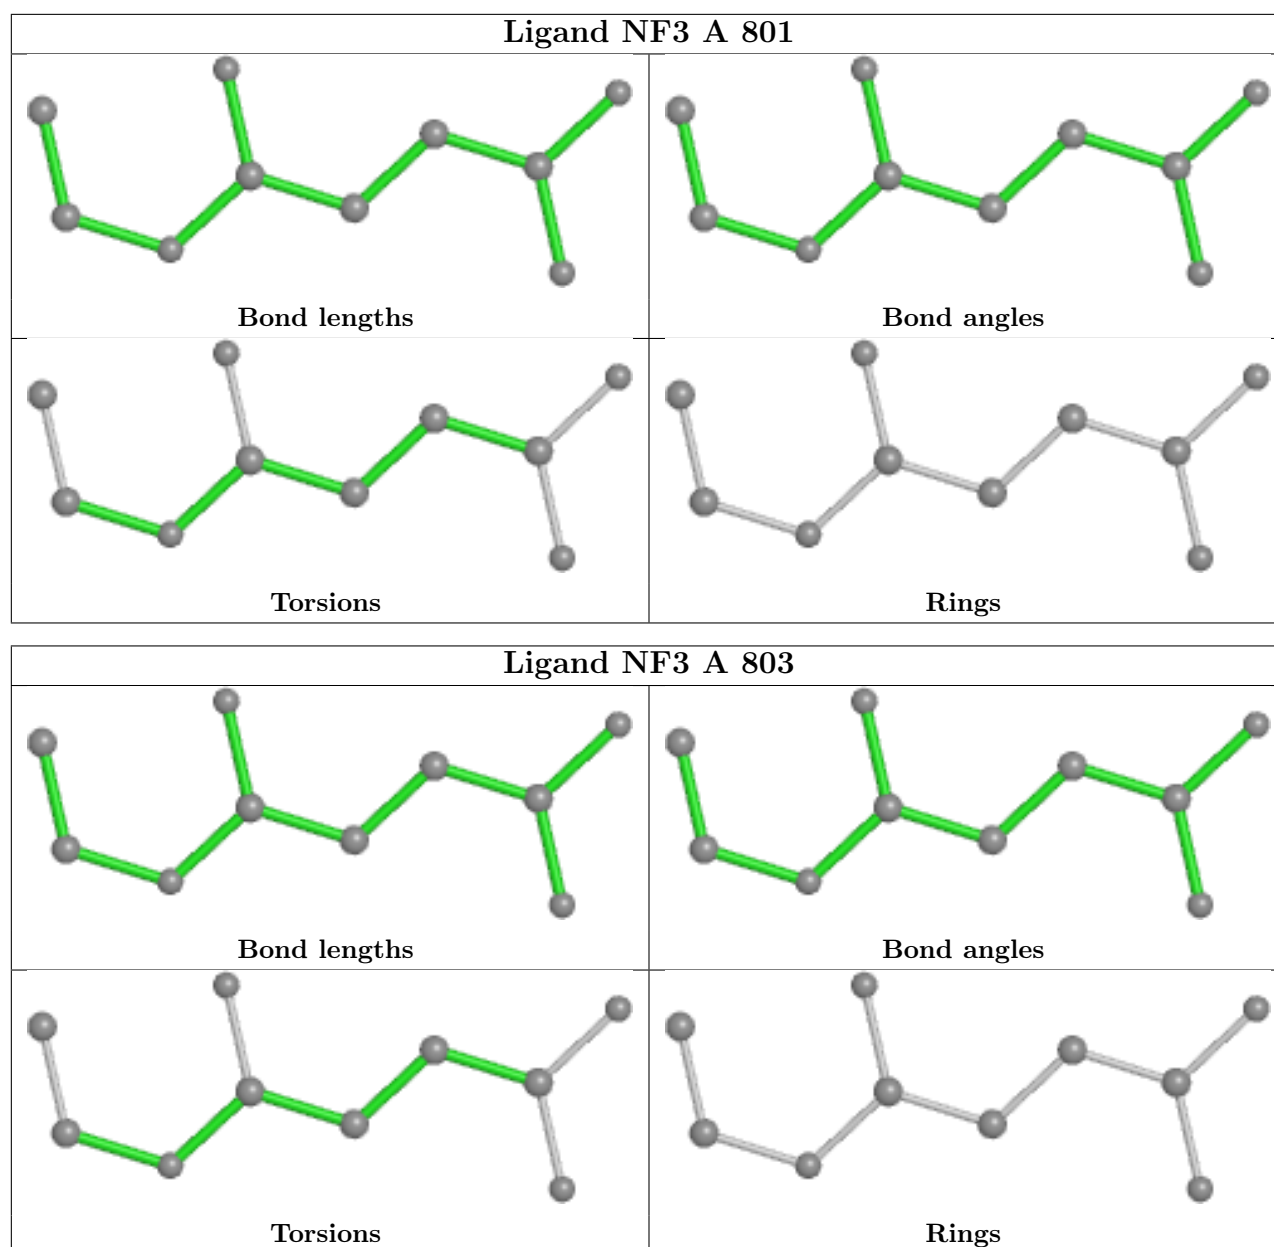 Ligand NF3 A 801
Bond lengths
Bond angles
Torsions
Rings
Ligand NF3 A 803
Bond lengths
Bond angles
Torsions
Rings